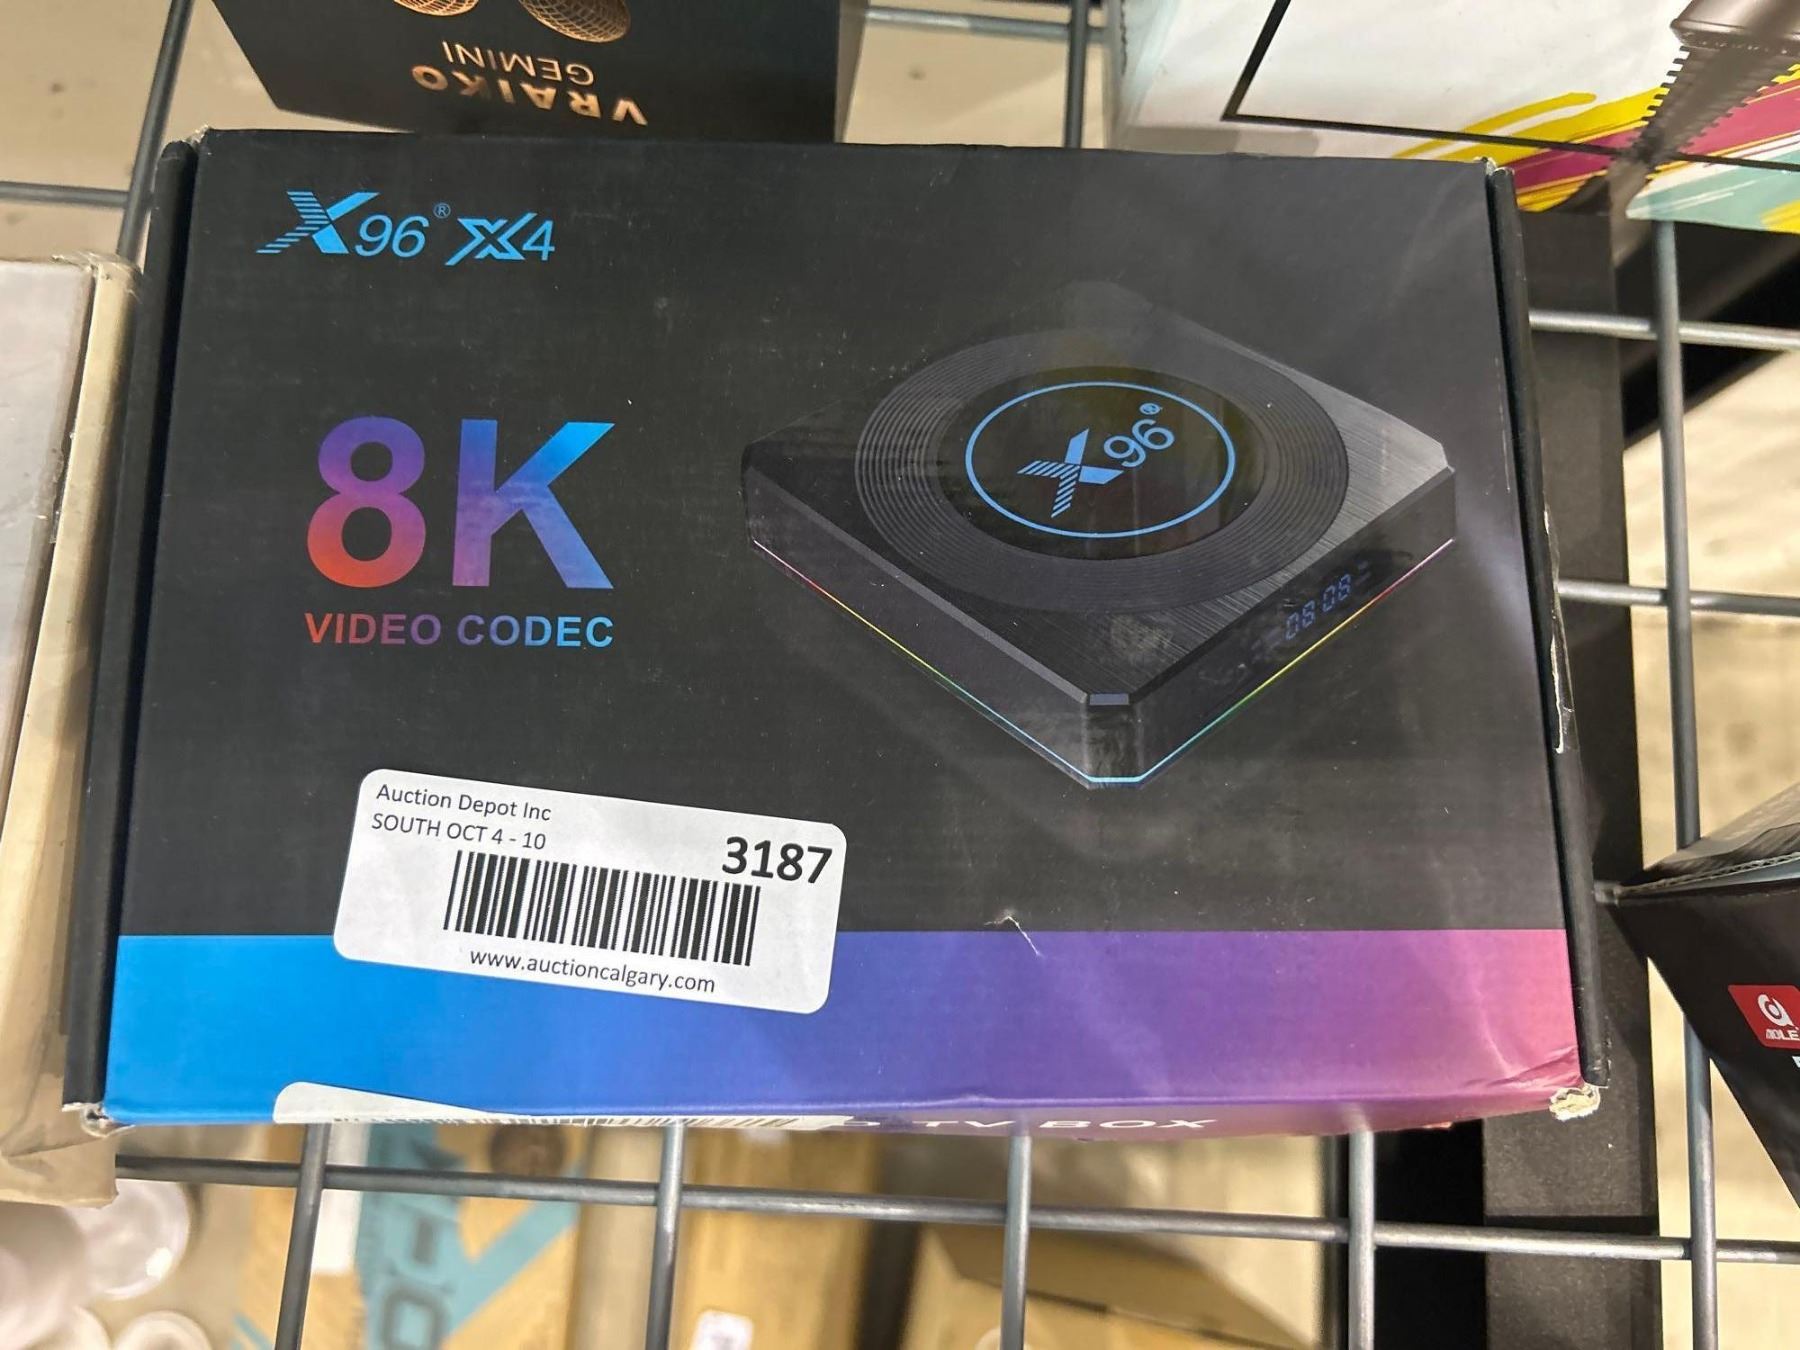 VRAIKO
GEMINI
X96® X4
8K
VIDEO CODEC
X96®
08:08
Auction Depot Inc
SOUTH OCT 4 - 10
3187
www.auctioncalgary.com
TV BOX